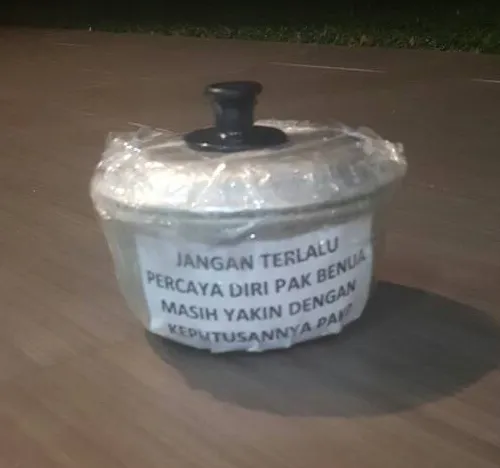 JANGAN TERLALU
PERCAYA DIRI PAK BENUA
MASIH YAKIN DENGAN
KEPUTUSANNYA PAK?